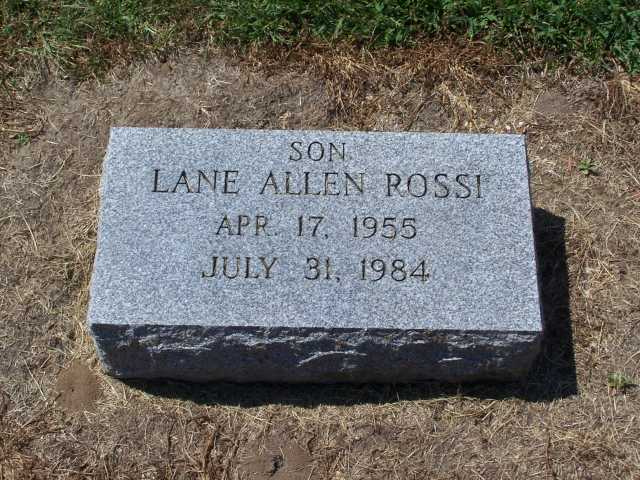 SON
LANE ALLEN ROSSI
APR. 17, 1955
JULY 31, 1984